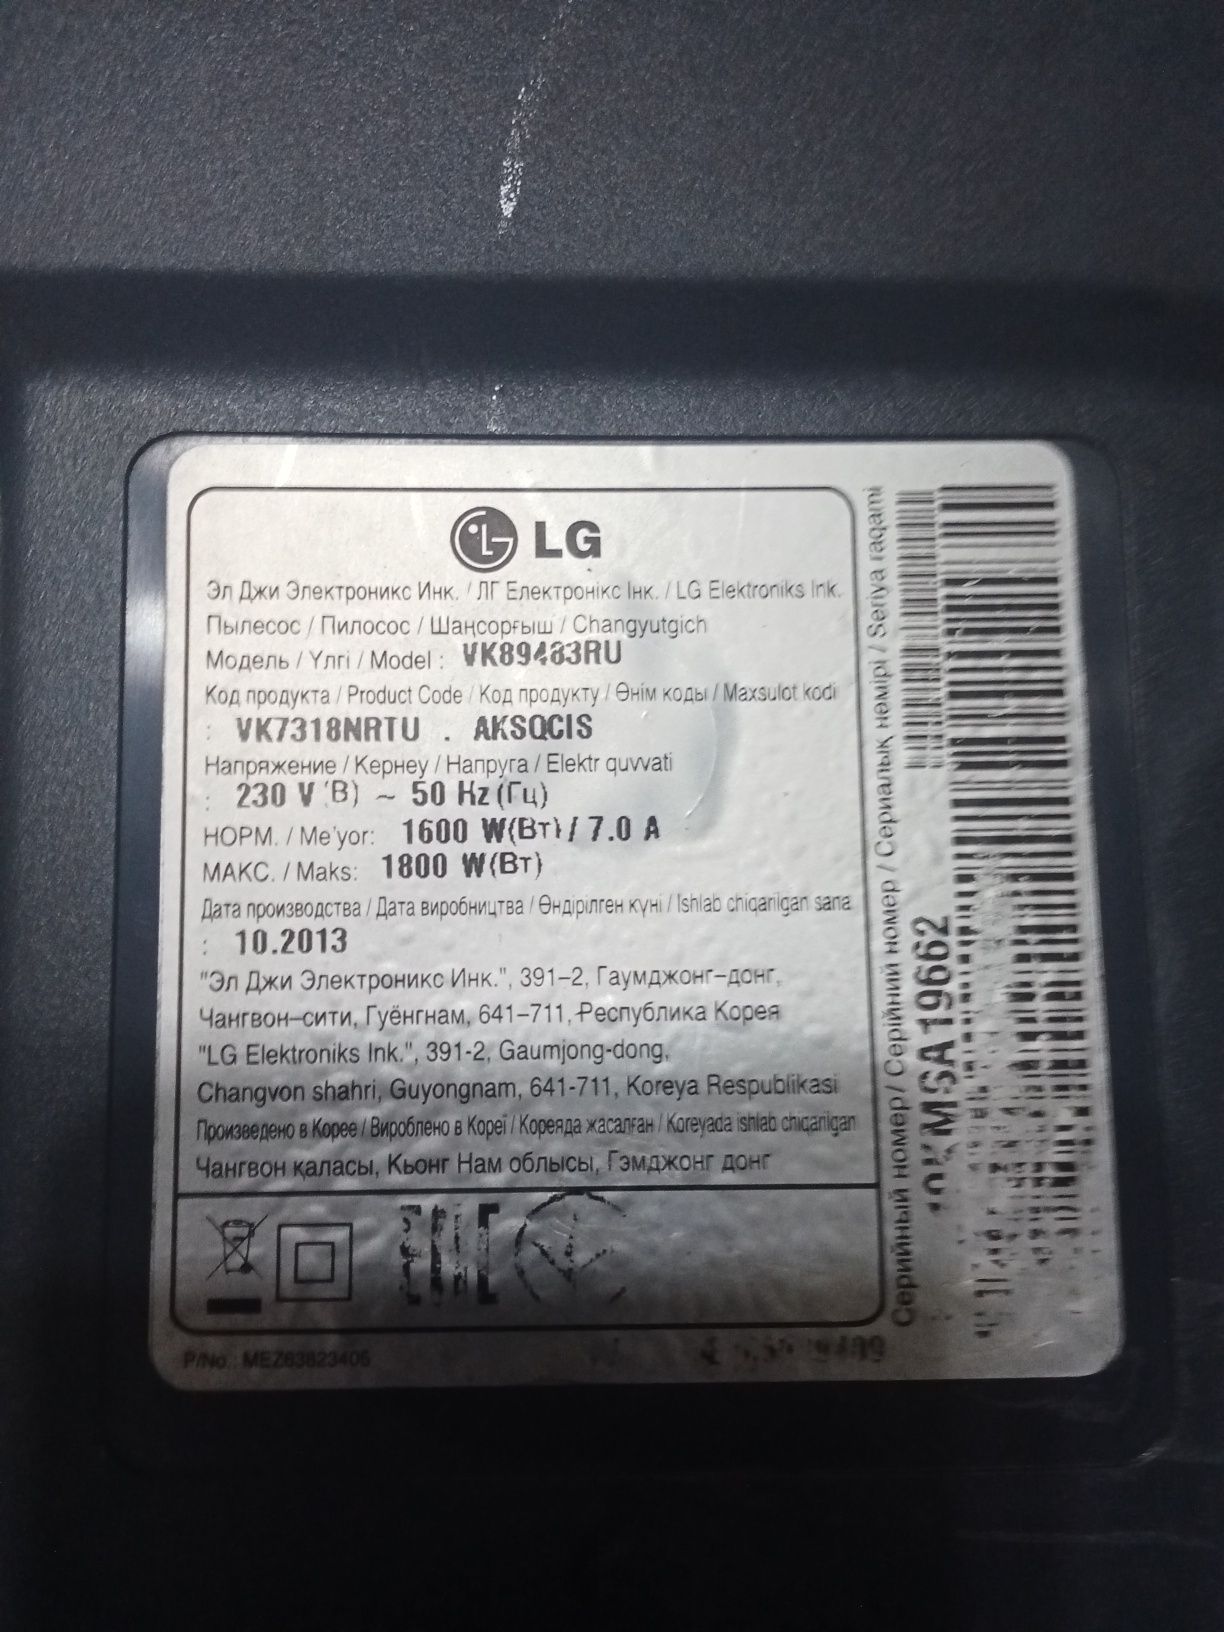 LG
Эл Джи Электроникс Инк. / ЛГ Електронікс Інк. / LG Elektroniks Ink.
Пылесос / Пилосос / Шаңсорғыш / Changyutgich
Модель / Үлгі / Model : VK89483RU
Код продукта / Product Code / Код продукту / Өнім коды / Maxsulot kodi
: VK7318NRTU . AKSQCIS
Напряжение / Кернеу / Напруга / Elektr quvvati
: 230 V (В) ~ 50 Hz (Гц)
НОРМ. / Me'yor: 1600 W(Вт) / 7.0 A
МАКС. / Maks: 1800 W(Вт)
Дата производства / Дата виробництва / Өндірілген күні / Ishlab chiqarilgan sana
: 10.2013
"Эл Джи Электроникс Инк.", 391–2, Гаумджонг–донг,
Чангвон–сити, Гуёнгнам, 641–711, Республика Корея
"LG Elektroniks Ink.", 391-2, Gaumjong-dong,
Changvon shahri, Guyongnam, 641-711, Koreya Respublikasi
Произведено в Корее / Вироблено в Кореї / Кореяда жасалған / Koreyada ishlab chiqarilgan
Чангвон қаласы, Кьонг Нам облысы, Гэмджонг донг
EAC
P/No.: MEZ63823406
Серийный номер / Серійний номер / Сериалық нөмірі / Seriya raqami